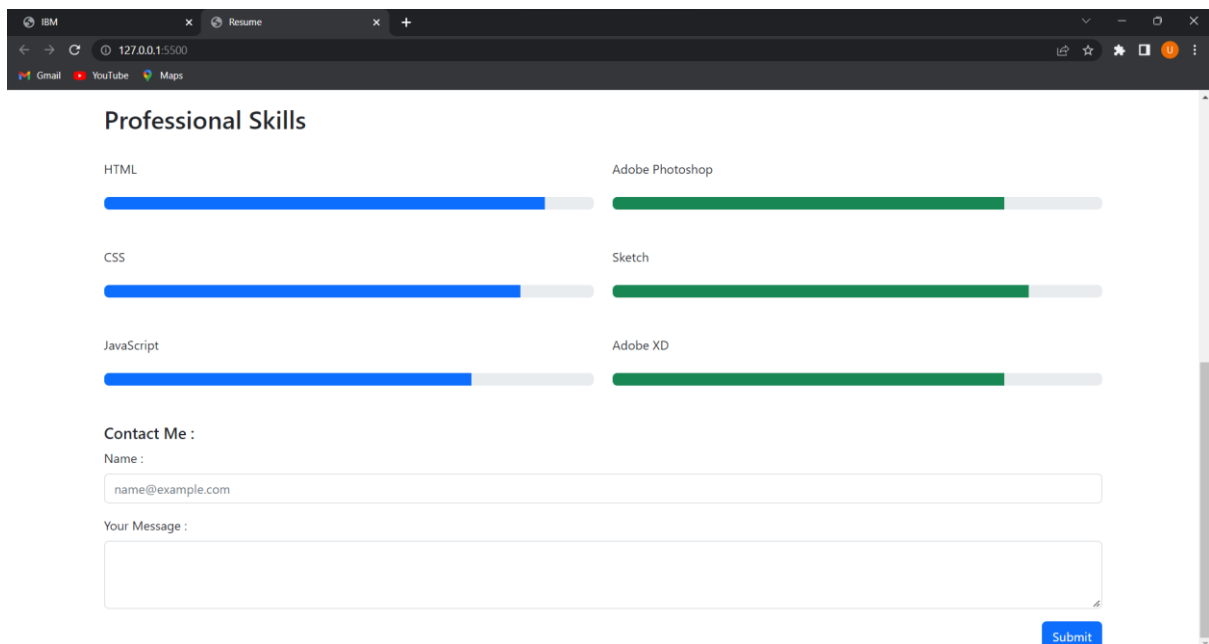 IBM
Resume
127.0.0.1:5500
U
Gmail
YouTube
Maps
Professional Skills
HTML
Adobe Photoshop
CSS
Sketch
JavaScript
Adobe XD
Contact Me :
Name :
name@example.com
Your Message :
Submit